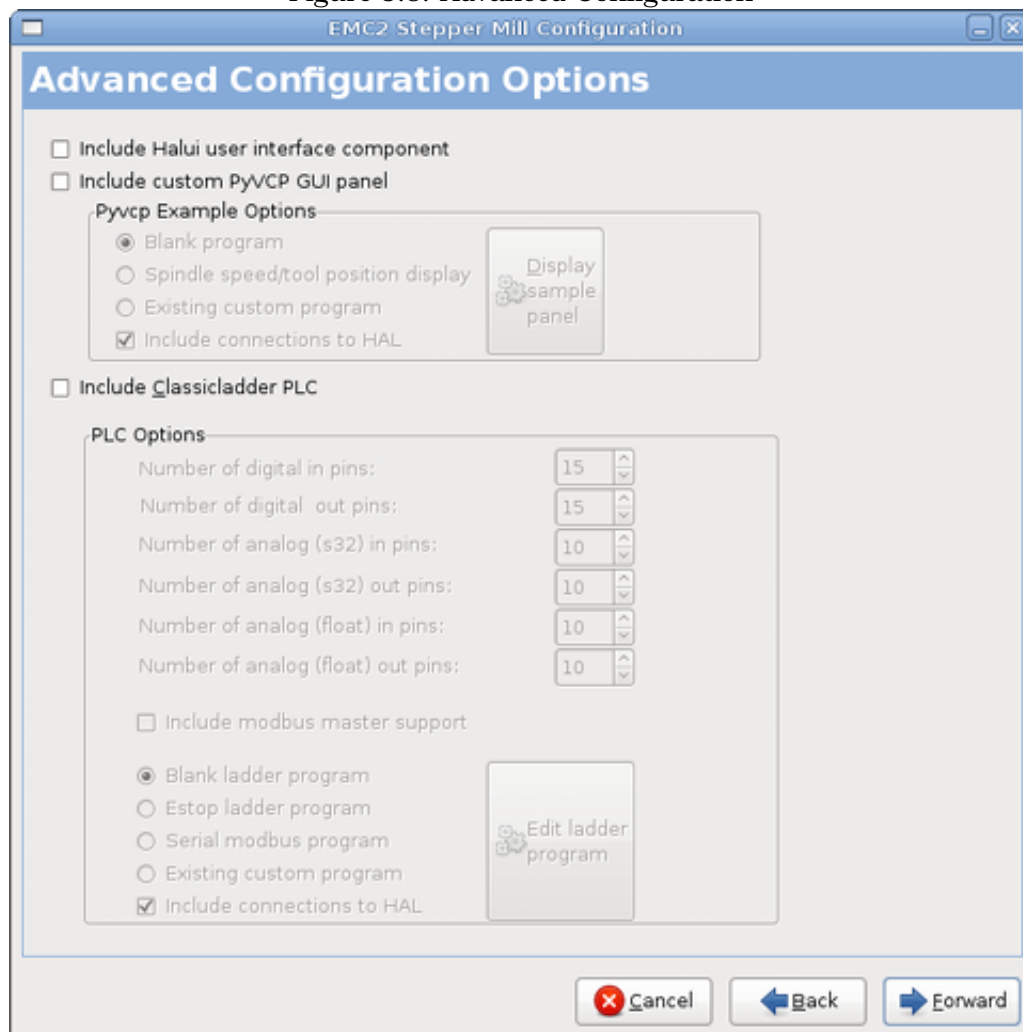 Figure 3.3: Advanced Configuration
EMC2 Stepper Mill Configuration
Advanced Configuration Options
Include Halui user interface component
Include custom PyVCP GUI panel
Pyvcp Example Options
Blank program
Spindle speed/tool position display
Existing custom program
Include connections to HAL
Display
sample
panel
Include Classicladder PLC
PLC Options
Number of digital in pins: 15
Number of digital out pins: 15
Number of analog (s32) in pins: 10
Number of analog (s32) out pins: 10
Number of analog (float) in pins: 10
Number of analog (float) out pins: 10
Include modbus master support
Blank ladder program
Estop ladder program
Serial modbus program
Existing custom program
Include connections to HAL
Edit ladder
program
Cancel Back Forward